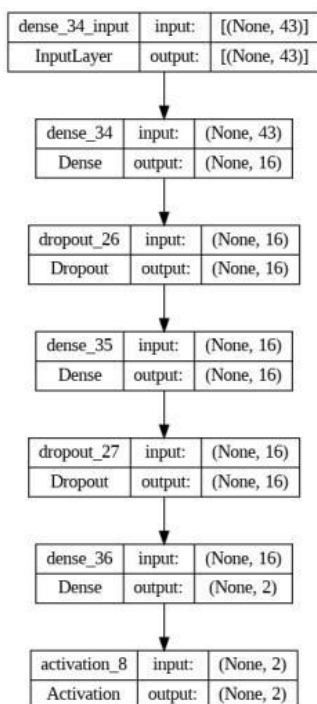 dense_34_input input: [(None, 43)]
InputLayer output: [(None, 43)]
dense_34 input: (None, 43)
Dense output: (None, 16)
dropout_26 input: (None, 16)
Dropout output: (None, 16)
dense_35 input: (None, 16)
Dense output: (None, 16)
dropout_27 input: (None, 16)
Dropout output: (None, 16)
dense_36 input: (None, 16)
Dense output: (None, 2)
activation_8 input: (None, 2)
Activation output: (None, 2)